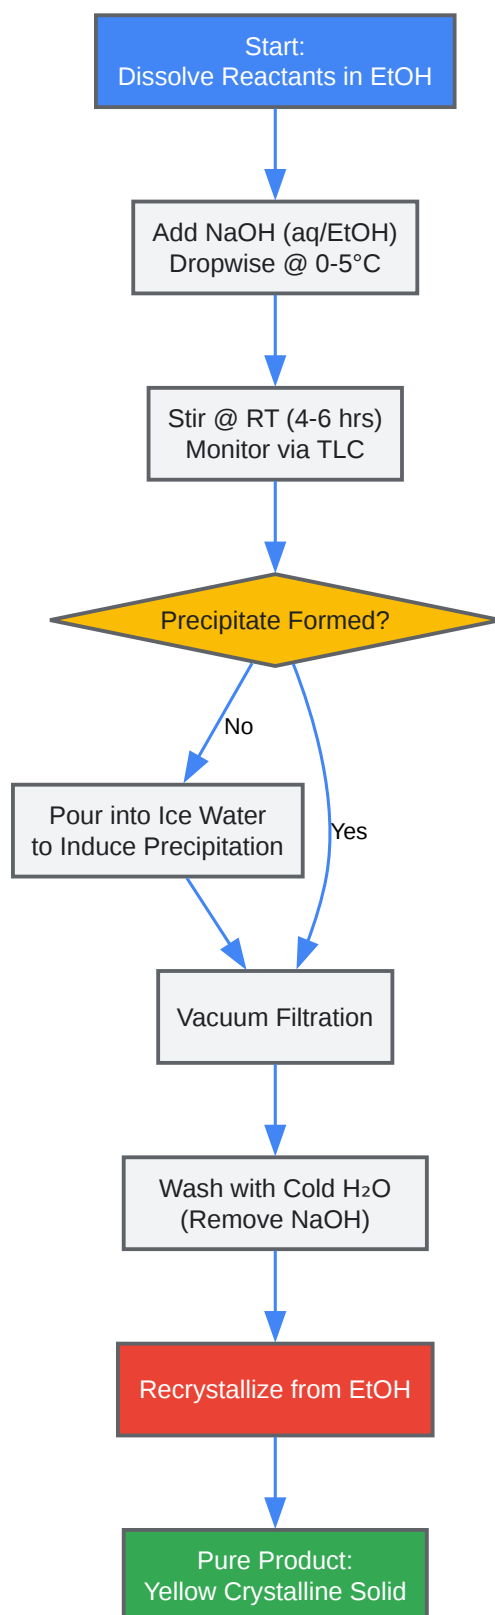 Start:
Dissolve Reactants in EtOH
Add NaOH (aq/EtOH)
Dropwise @ 0-5°C
Stir @ RT (4-6 hrs)
Monitor via TLC
Precipitate Formed?
No
Pour into Ice Water
to Induce Precipitation
Yes
Vacuum Filtration
Wash with Cold H₂O
(Remove NaOH)
Recrystallize from EtOH
Pure Product:
Yellow Crystalline Solid